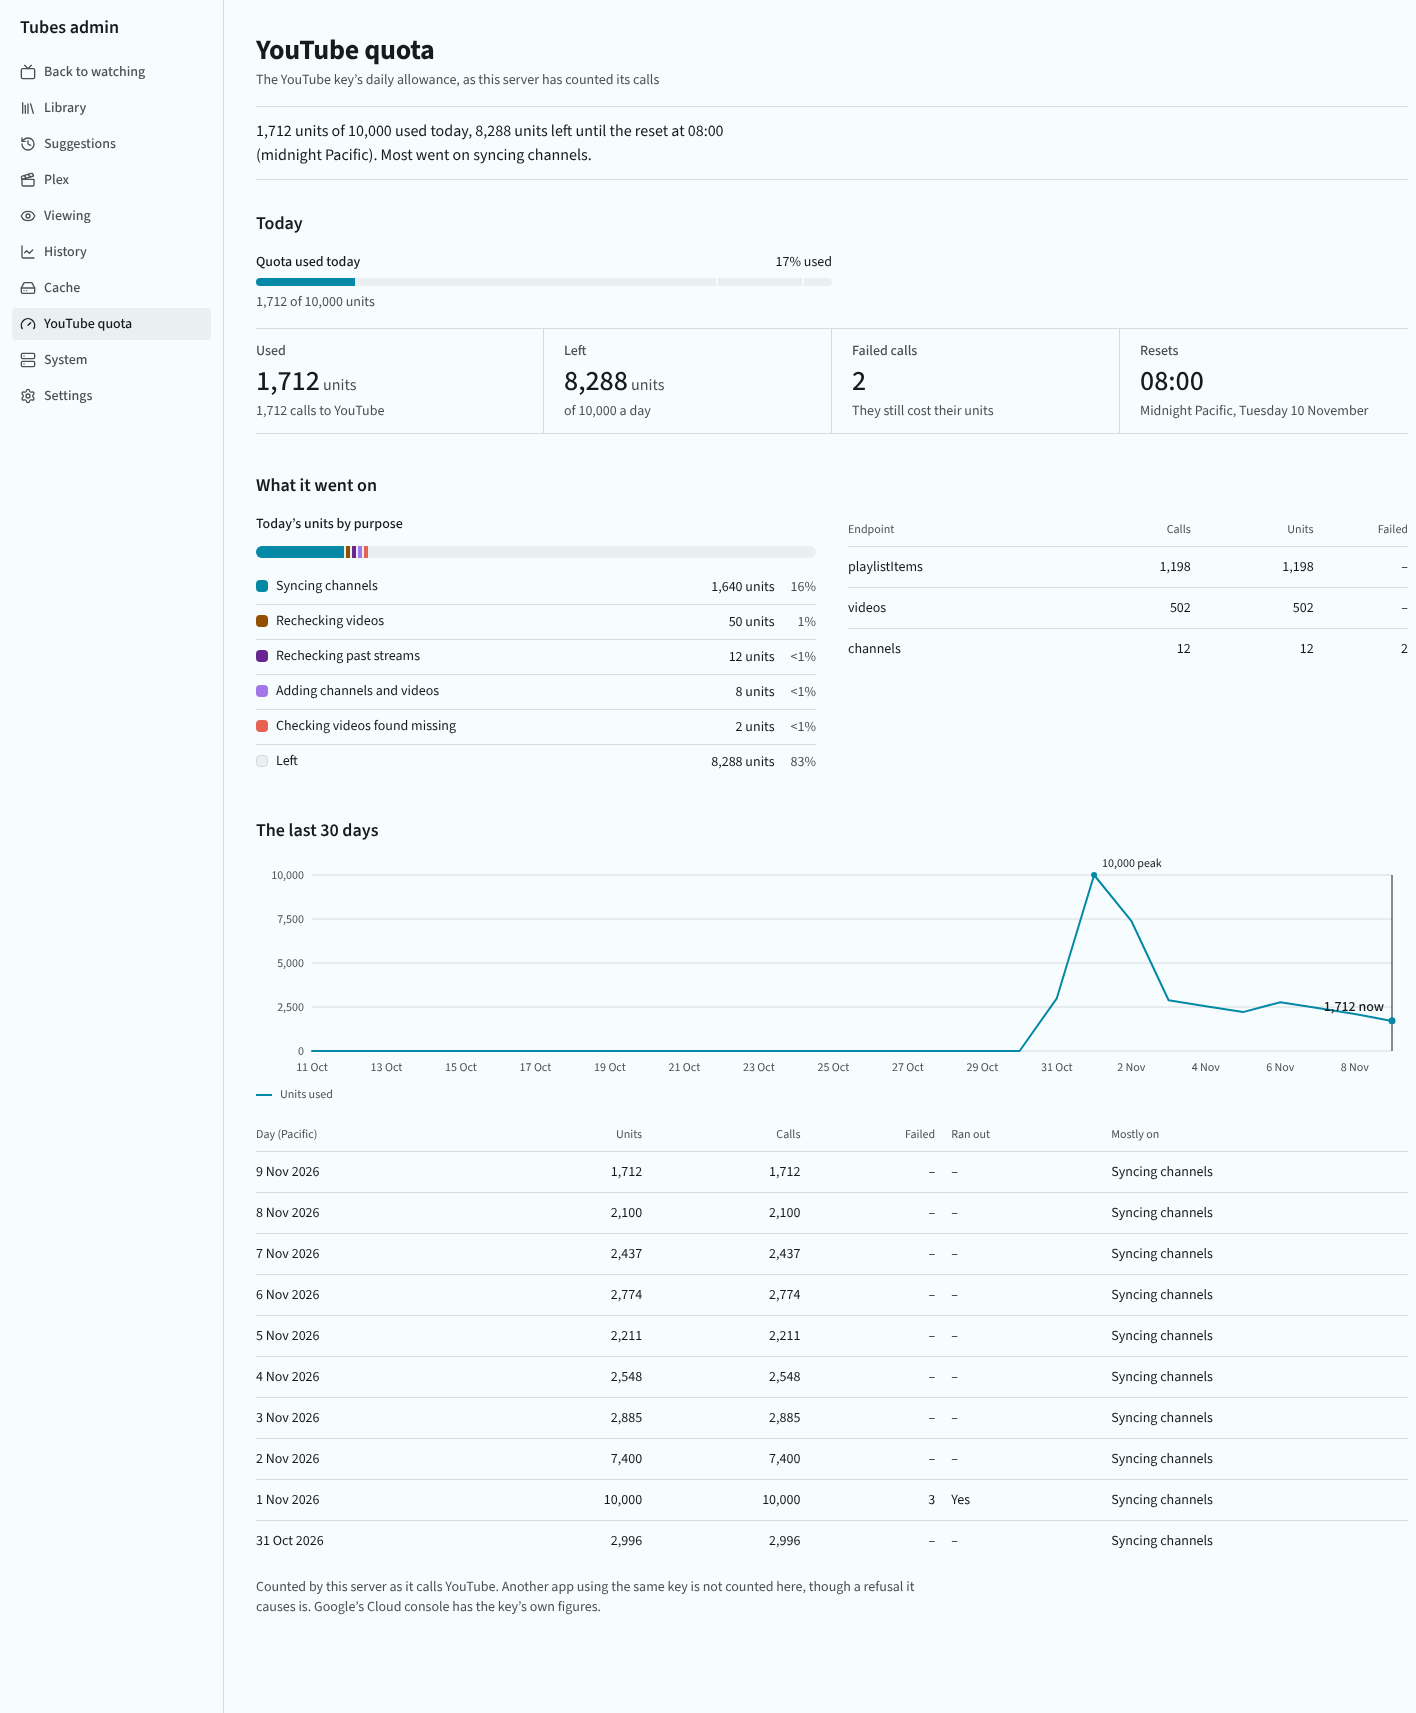 Tubes admin
Back to watching
Library
Suggestions
Plex
Viewing
History
Cache
YouTube quota
System
Settings
YouTube quota
The YouTube key’s daily allowance, as this server has counted its calls
1,712 units of 10,000 used today, 8,288 units left until the reset at 08:00
(midnight Pacific). Most went on syncing channels.
Today
Quota used today 17% used
1,712 of 10,000 units
Used Left Failed calls Resets
1,712 units 8,288 units 2 08:00
1,712 calls to YouTube of 10,000 a day They still cost their units Midnight Pacific, Tuesday 10 November
What it went on
Today’s units by purpose
Syncing channels 1,640 units 16%
Rechecking videos 50 units 1%
Rechecking past streams 12 units <1%
Adding channels and videos 8 units <1%
Checking videos found missing 2 units <1%
Left 8,288 units 83%
Endpoint Calls Units Failed
playlistItems 1,198 1,198 –
videos 502 502 –
channels 12 12 2
The last 30 days
10,000 peak
10,000
7,500
5,000
2,500
1,712 now
0
11 Oct 13 Oct 15 Oct 17 Oct 19 Oct 21 Oct 23 Oct 25 Oct 27 Oct 29 Oct 31 Oct 2 Nov 4 Nov 6 Nov 8 Nov
Units used
Day (Pacific) Units Calls Failed Ran out Mostly on
9 Nov 2026 1,712 1,712 – – Syncing channels
8 Nov 2026 2,100 2,100 – – Syncing channels
7 Nov 2026 2,437 2,437 – – Syncing channels
6 Nov 2026 2,774 2,774 – – Syncing channels
5 Nov 2026 2,211 2,211 – – Syncing channels
4 Nov 2026 2,548 2,548 – – Syncing channels
3 Nov 2026 2,885 2,885 – – Syncing channels
2 Nov 2026 7,400 7,400 – – Syncing channels
1 Nov 2026 10,000 10,000 3 Yes Syncing channels
31 Oct 2026 2,996 2,996 – – Syncing channels
Counted by this server as it calls YouTube. Another app using the same key is not counted here, though a refusal it
causes is. Google’s Cloud console has the key’s own figures.